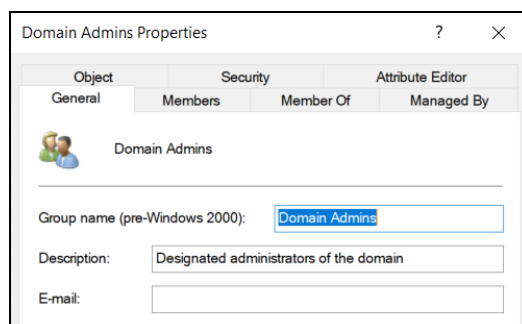 Domain Admins Properties ?
Object Security Attribute Editor
General Members Member Of Managed By
Domain Admins
Group name (pre-Windows 2000): Domain Admins
Description: Designated administrators of the domain
E-mail: